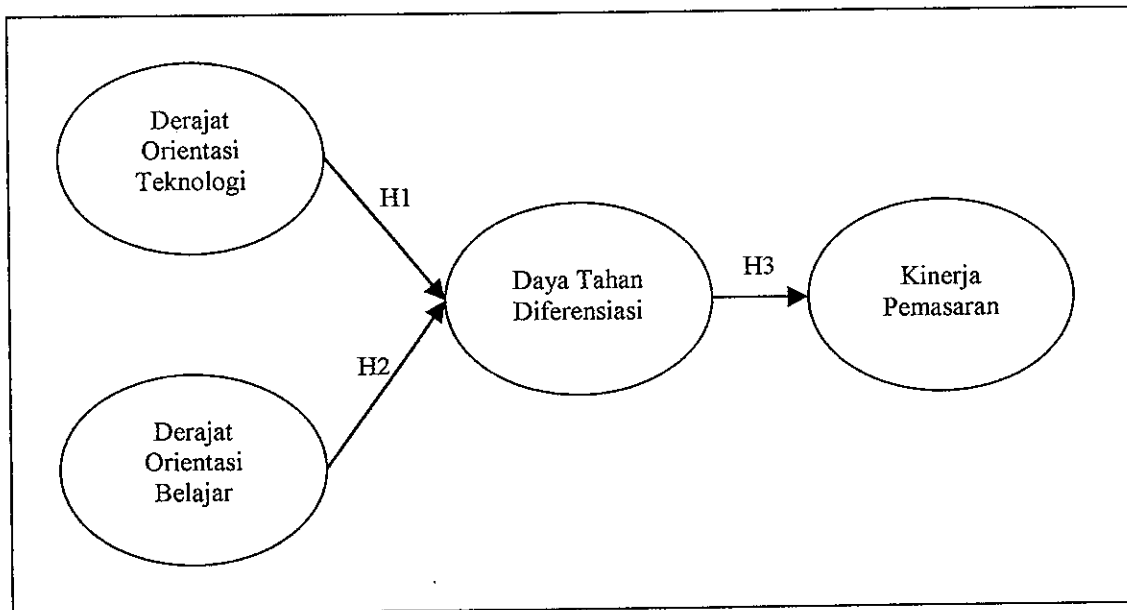 Derajat
Orientasi
Teknologi
H1
Daya Tahan
Diferensiasi
H3
Kinerja
Pemasaran
H2
Derajat
Orientasi
Belajar